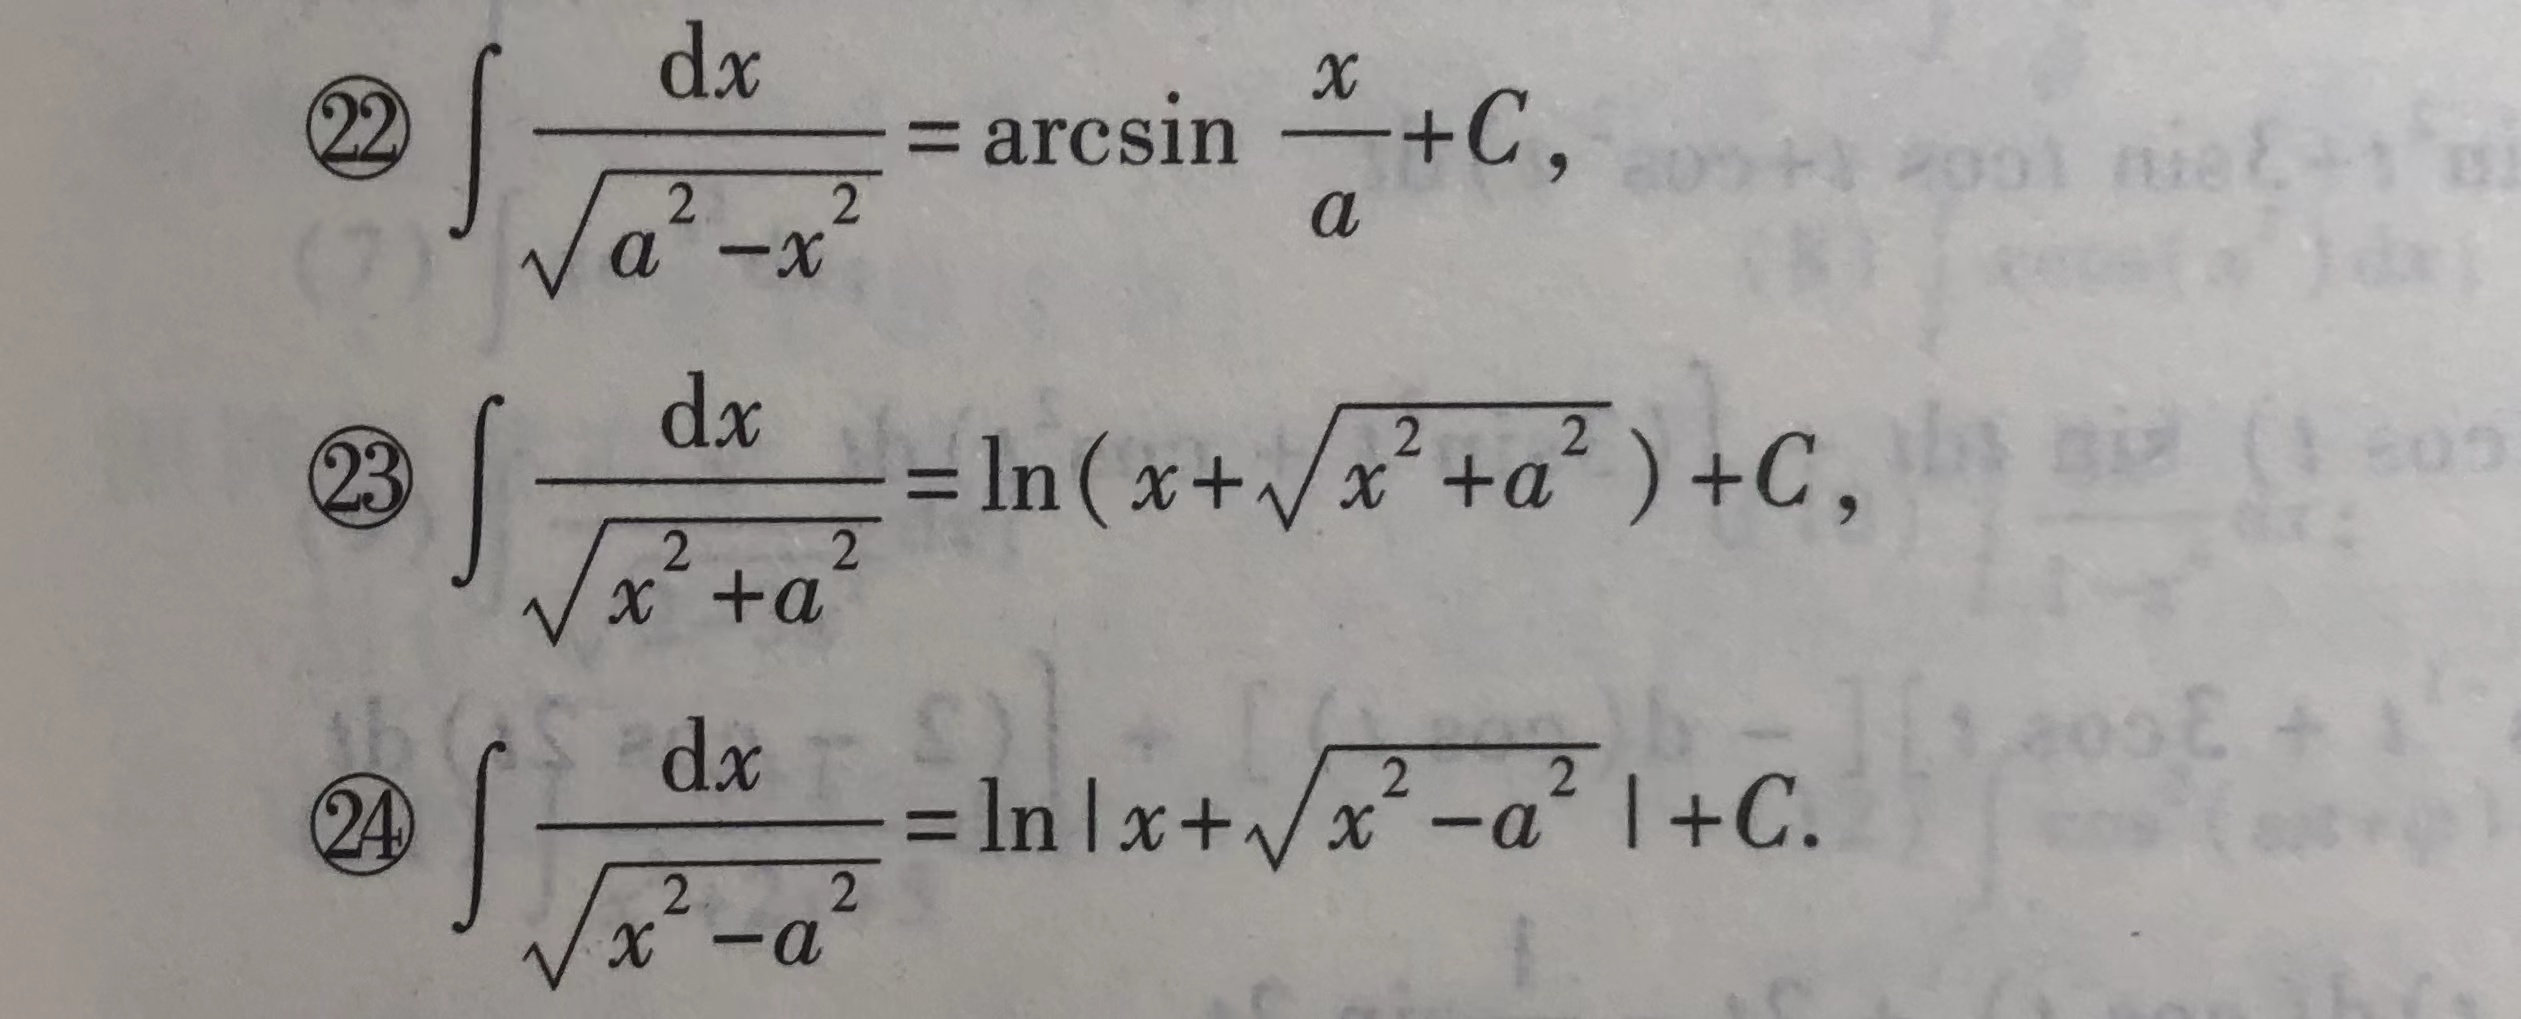 ㉒ ∫ dx/√(a²−x²) = arcsin x/a + C,
㉓ ∫ dx/√(x²+a²) = ln(x+√(x²+a²)) + C,
㉔ ∫ dx/√(x²−a²) = ln|x+√(x²−a²)| + C.